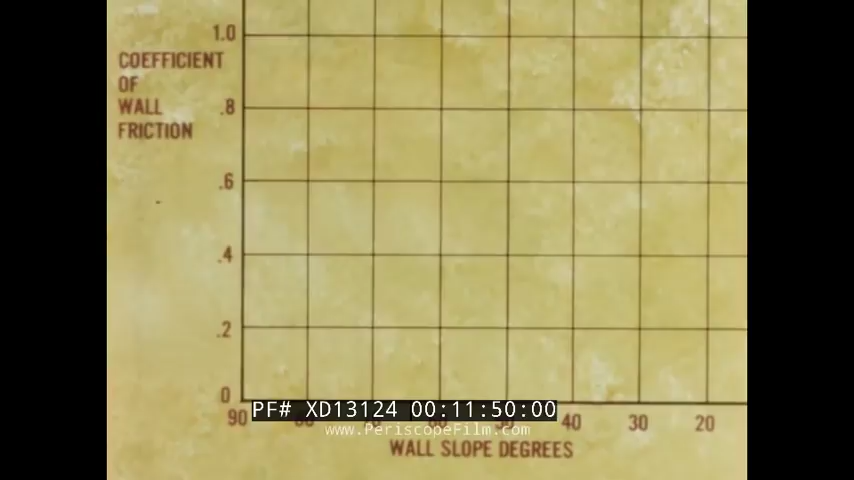 1.0
COEFFICIENT
OF
WALL
FRICTION
.8
.6
.4
.2
0
90 40 30 20
PF# XD13124 00:11:50:00
www.PeriscopeFilm.com
WALL SLOPE DEGREES